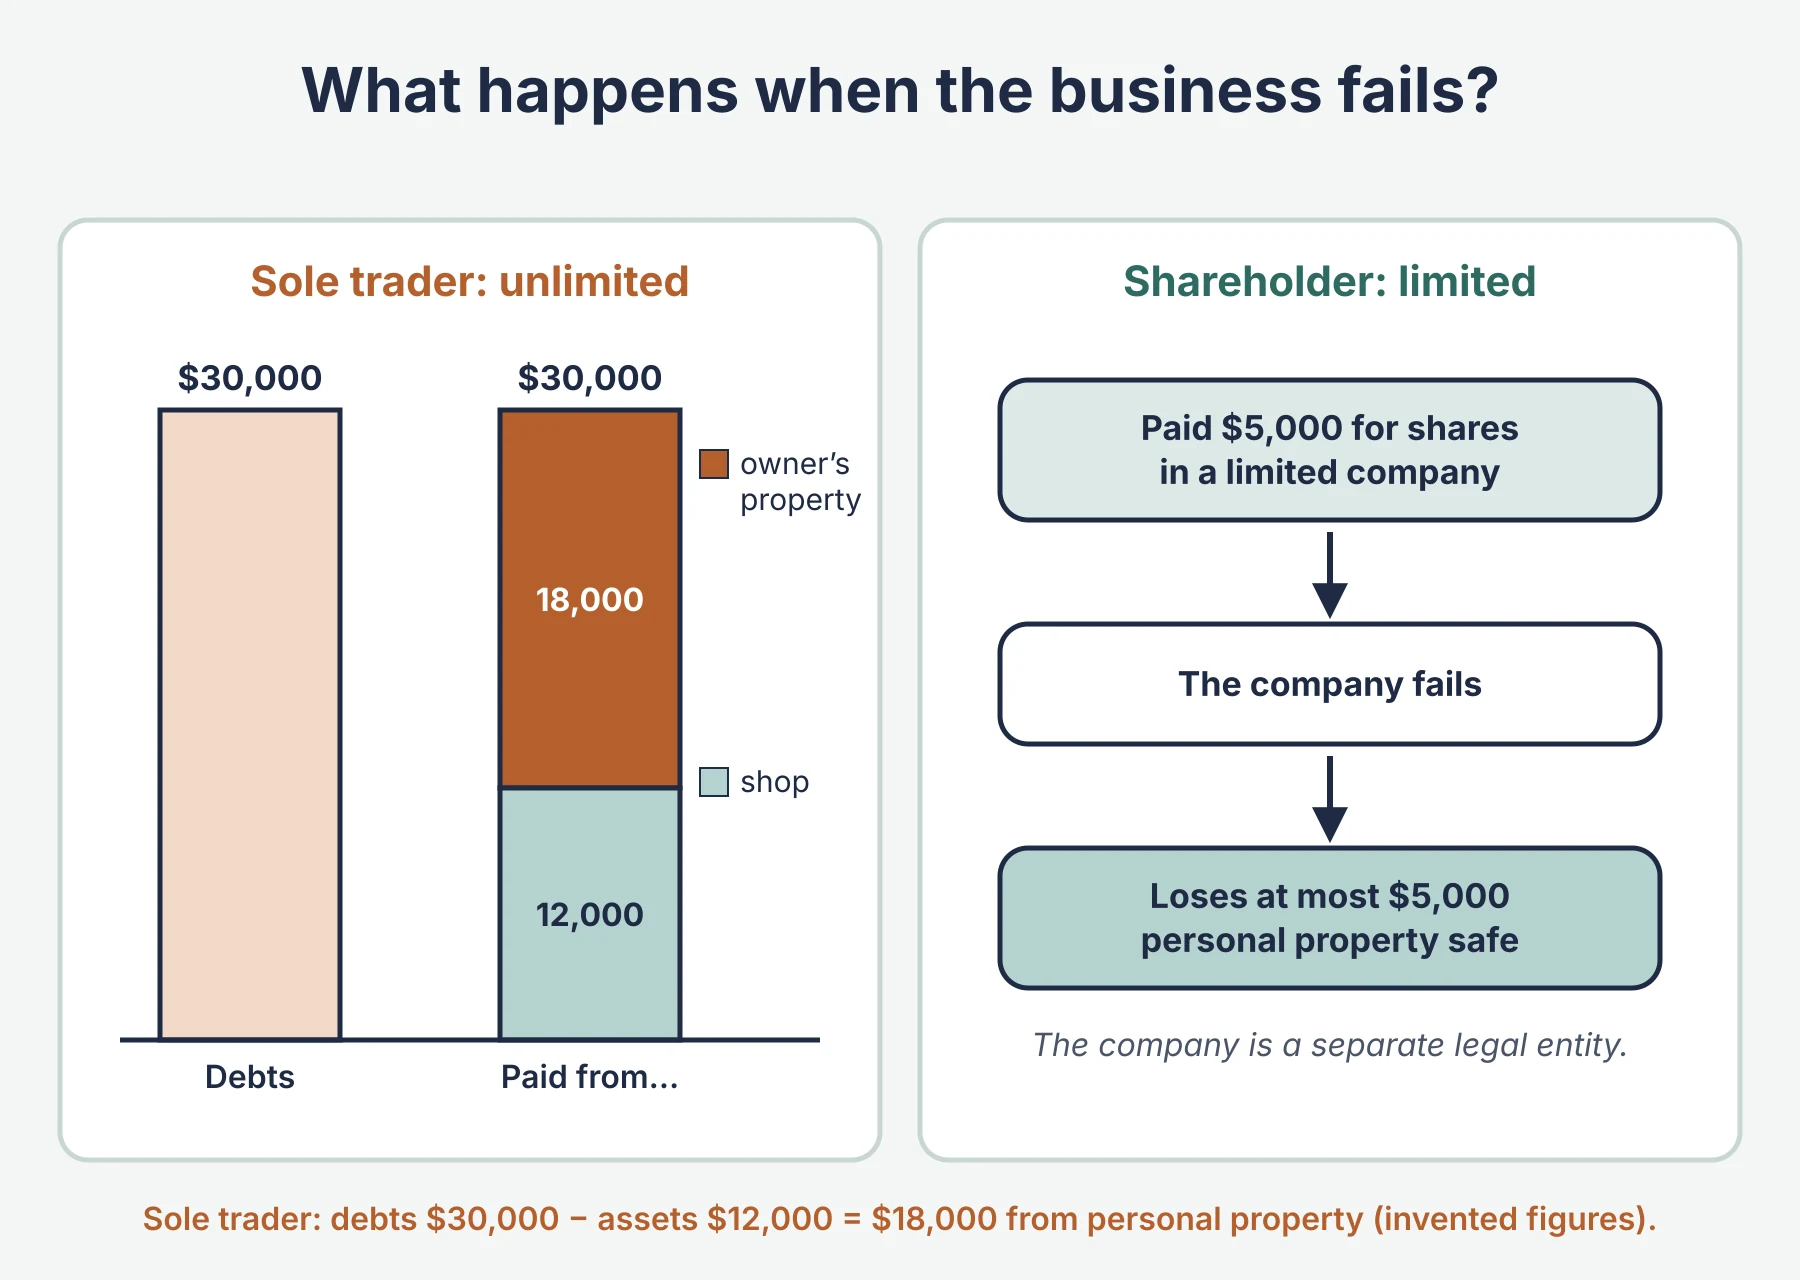 What happens when the business fails?
Sole trader: unlimited
$30,000
$30,000
owner’s
property
18,000
shop
12,000
Debts
Paid from…
Shareholder: limited
Paid $5,000 for shares
in a limited company
The company fails
Loses at most $5,000
personal property safe
The company is a separate legal entity.
Sole trader: debts $30,000 − assets $12,000 = $18,000 from personal property (invented figures).